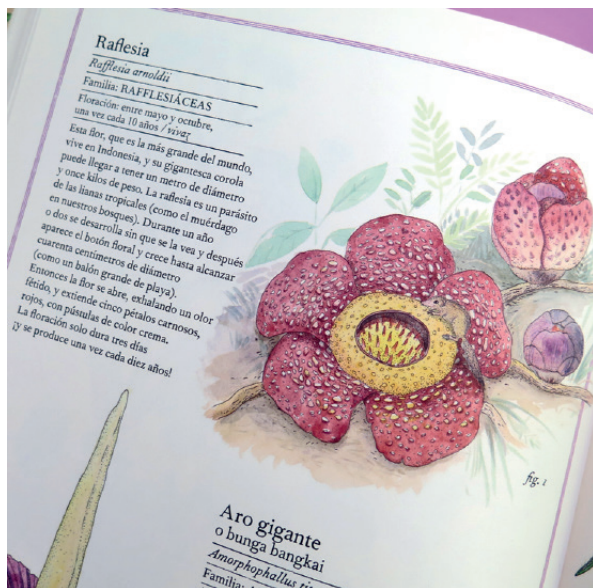 Raflesia
Rafflesia arnoldii
Familia: RAFFLESIÁCEAS
Floración: entre mayo y octubre,
una vez cada 10 años / vivaz
Esta flor, que es la más grande del mundo,
vive en Indonesia, y su gigantesca corola
puede llegar a tener un metro de diámetro
y once kilos de peso. La raflesia es un parásito
de las lianas tropicales (como el muérdago
en nuestros bosques). Durante un año
o dos se desarrolla sin que se la vea y después
aparece el botón floral y crece hasta alcanzar
cuarenta centímetros de diámetro
(como un balón grande de playa).
Entonces la flor se abre, exhalando un olor
fétido, y extiende cinco pétalos carnosos,
rojos, con pústulas de color crema.
La floración solo dura tres días
¡y se produce una vez cada diez años!
fig. 1
Aro gigante
o bunga bangkai
Amorphophallus
Familia: